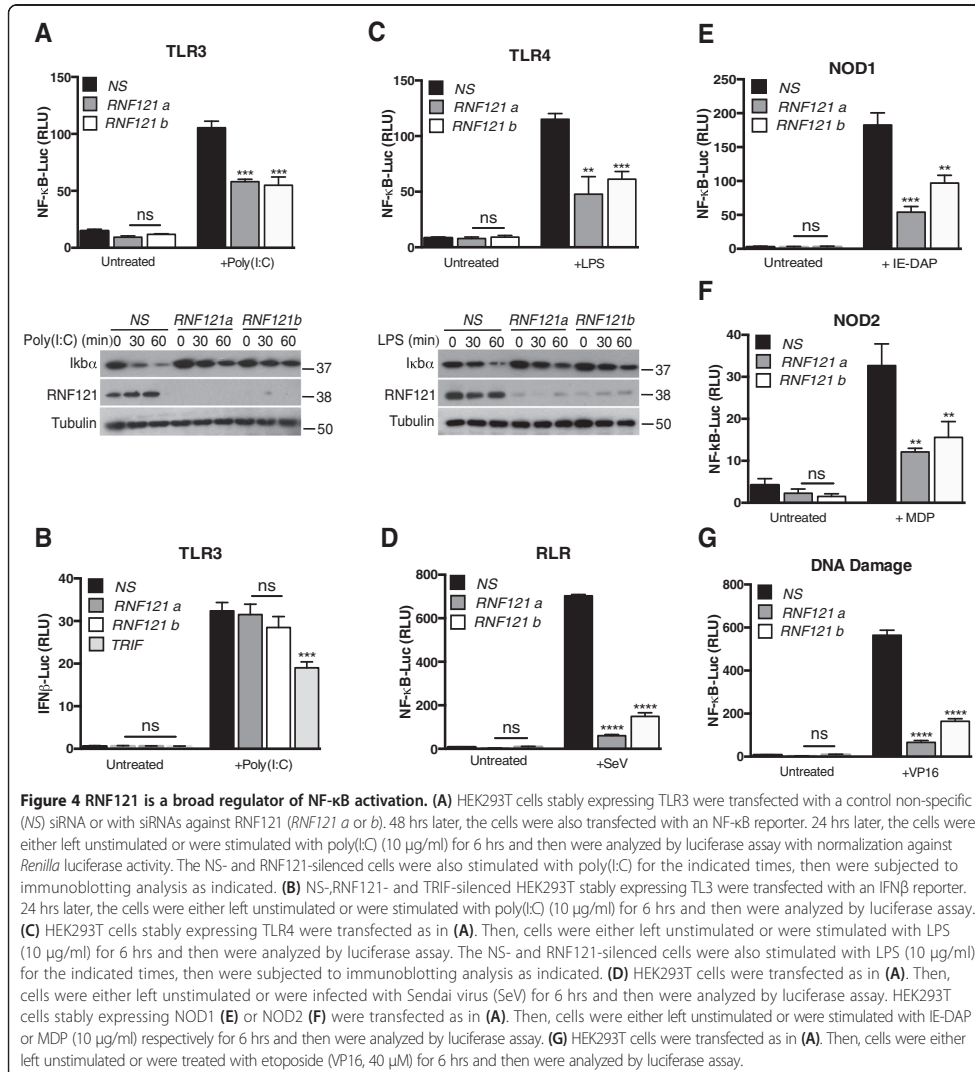 A
TLR3
NS
RNF121 a
RNF121 b
NF-κB-Luc (RLU)
150
100
50
0
ns
***
***
Untreated
+Poly(I:C)
NS RNF121a RNF121b
Poly(I:C) (min) 0 30 60 0 30 60 0 30 60
Ikbα
37
RNF121
38
Tubulin
50
C
TLR4
NS
RNF121 a
RNF121 b
NF-κB-Luc (RLU)
150
100
50
0
ns
**
***
Untreated
+LPS
NS RNF121a RNF121b
LPS (min) 0 30 60 0 30 60 0 30 60
Iκbα
37
RNF121
38
Tubulin
50
E
NOD1
NS
RNF121 a
RNF121 b
NF-κB-Luc (RLU)
250
200
150
100
50
0
ns
***
**
Untreated
+ IE-DAP
F
NOD2
NS
RNF121 a
RNF121 b
NF-kB-Luc (RLU)
40
30
20
10
0
ns
**
**
Untreated
+ MDP
B
TLR3
NS
RNF121 a
RNF121 b
TRIF
IFNβ-Luc (RLU)
40
30
20
10
0
ns
ns
***
Untreated
+Poly(I:C)
D
RLR
NS
RNF121 a
RNF121 b
NF-κB-Luc (RLU)
800
600
400
200
0
ns
****
****
Untreated
+SeV
G
DNA Damage
NS
RNF121 a
RNF121 b
NF-κB-Luc (RLU)
800
600
400
200
0
ns
****
****
Untreated
+VP16
Figure 4 RNF121 is a broad regulator of NF-κB activation. (A) HEK293T cells stably expressing TLR3 were transfected with a control non-specific
(NS) siRNA or with siRNAs against RNF121 (RNF121 a or b). 48 hrs later, the cells were also transfected with an NF-κB reporter. 24 hrs later, the cells were
either left unstimulated or were stimulated with poly(I:C) (10 μg/ml) for 6 hrs and then were analyzed by luciferase assay with normalization against
Renilla luciferase activity. The NS- and RNF121-silenced cells were also stimulated with poly(I:C) for the indicated times, then were subjected to
immunoblotting analysis as indicated. (B) NS-,RNF121- and TRIF-silenced HEK293T stably expressing TL3 were transfected with an IFNβ reporter.
24 hrs later, the cells were either left unstimulated or were stimulated with poly(I:C) (10 μg/ml) for 6 hrs and then were analyzed by luciferase assay.
(C) HEK293T cells stably expressing TLR4 were transfected as in (A). Then, cells were either left unstimulated or were stimulated with LPS
(10 μg/ml) for 6 hrs and then were analyzed by luciferase assay. The NS- and RNF121-silenced cells were also stimulated with LPS (10 μg/ml)
for the indicated times, then were subjected to immunoblotting analysis as indicated. (D) HEK293T cells were transfected as in (A). Then,
cells were either left unstimulated or were infected with Sendai virus (SeV) for 6 hrs and then were analyzed by luciferase assay. HEK293T
cells stably expressing NOD1 (E) or NOD2 (F) were transfected as in (A). Then, cells were either left unstimulated or were stimulated with IE-DAP
or MDP (10 μg/ml) respectively for 6 hrs and then were analyzed by luciferase assay. (G) HEK293T cells were transfected as in (A). Then, cells were either
left unstimulated or were treated with etoposide (VP16, 40 μM) for 6 hrs and then were analyzed by luciferase assay.